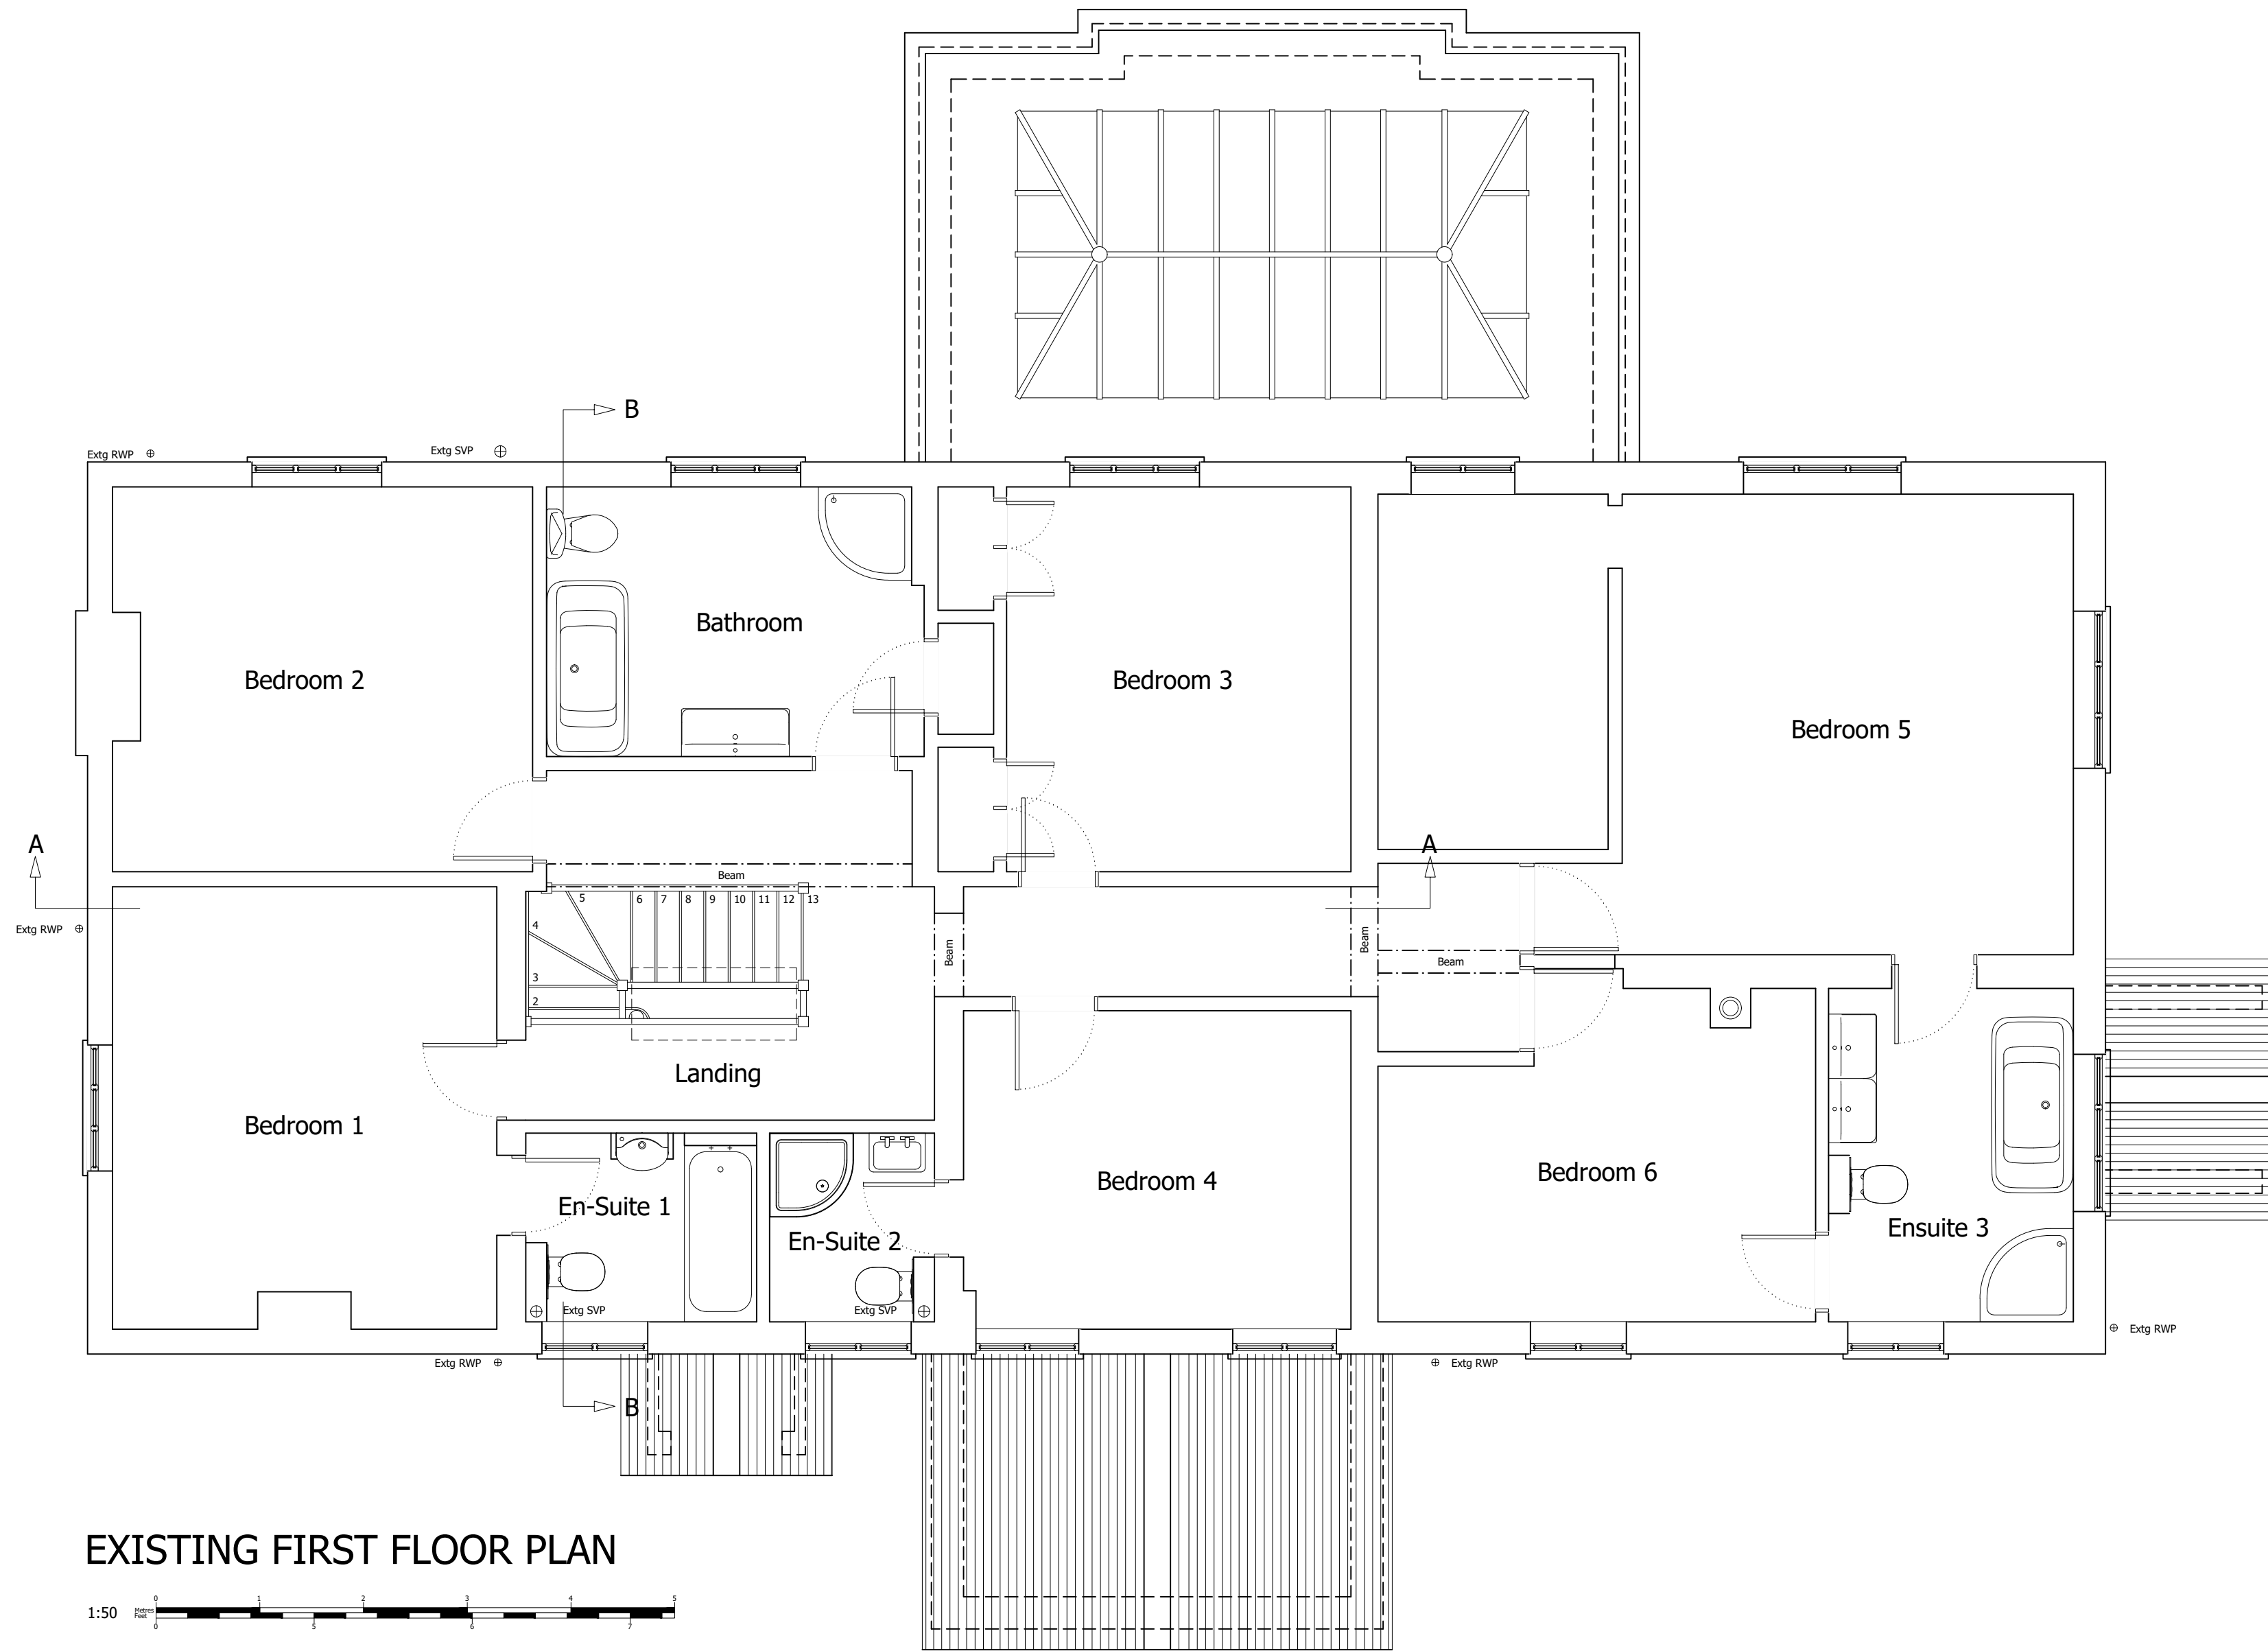 B
Extg RWP
Extg SVP
Bathroom
Bedroom 2
Bedroom 3
Bedroom 5
A
A
Beam
5 6 7 8 9 10 11 12 13
4
Extg RWP
Beam
Beam
Beam
3
2
Landing
Bedroom 1
Bedroom 4
Bedroom 6
En-Suite 1
En-Suite 2
Ensuite 3
Extg SVP
Extg SVP
Extg RWP
Extg RWP
Extg RWP
B
EXISTING FIRST FLOOR PLAN
0 1 2 3 4 5
1:50 Metres
Feet
0 5 6 7